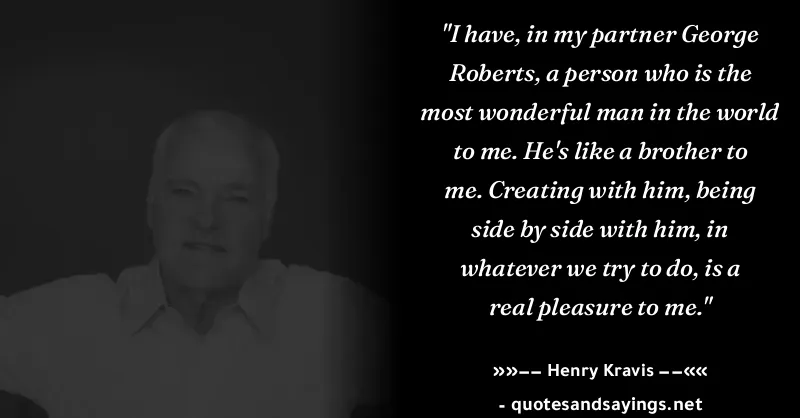 "I have, in my partner George
Roberts, a person who is the
most wonderful man in the world
to me. He's like a brother to
me. Creating with him, being
side by side with him, in
whatever we try to do, is a
real pleasure to me."
»»−− Henry Kravis −−««
- quotesandsayings.net